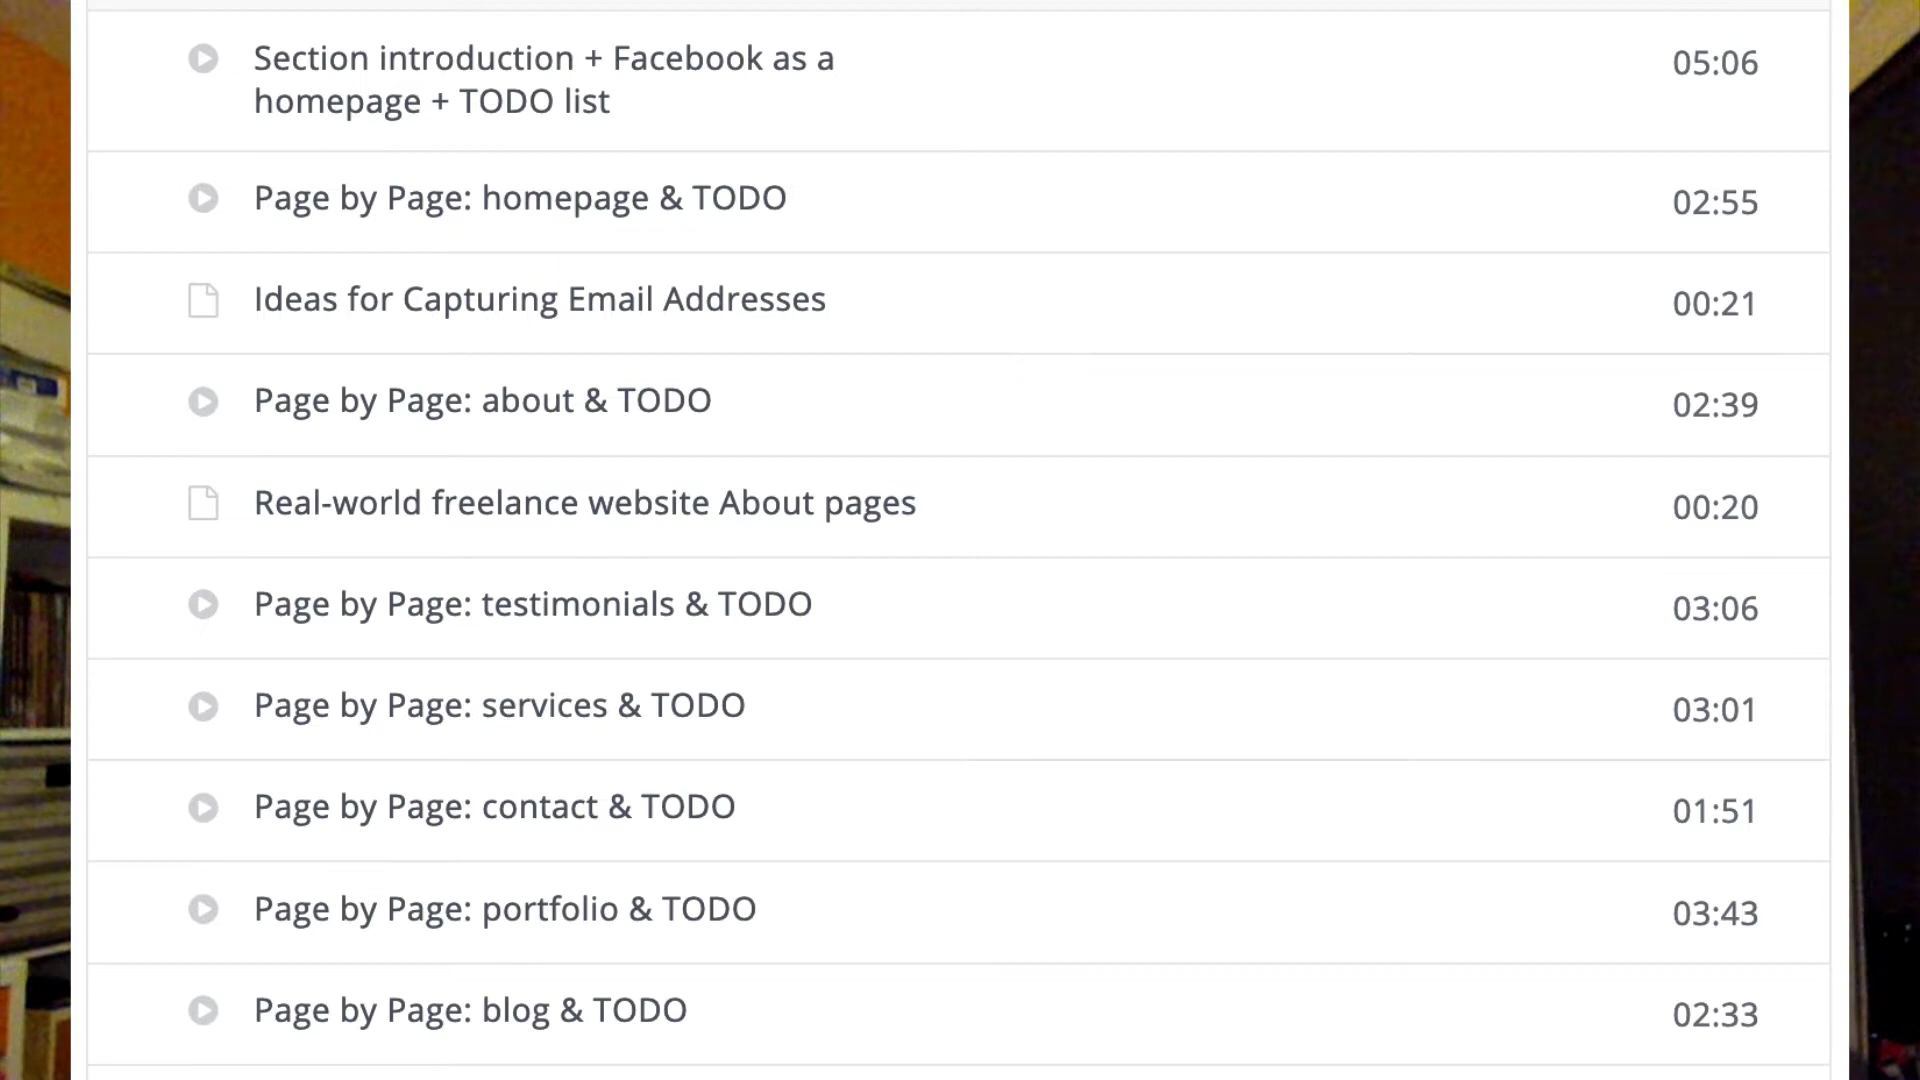 Section introduction + Facebook as a
homepage + TODO list
05:06
Page by Page: homepage & TODO
02:55
Ideas for Capturing Email Addresses
00:21
Page by Page: about & TODO
02:39
Real-world freelance website About pages
00:20
Page by Page: testimonials & TODO
03:06
Page by Page: services & TODO
03:01
Page by Page: contact & TODO
01:51
Page by Page: portfolio & TODO
03:43
Page by Page: blog & TODO
02:33